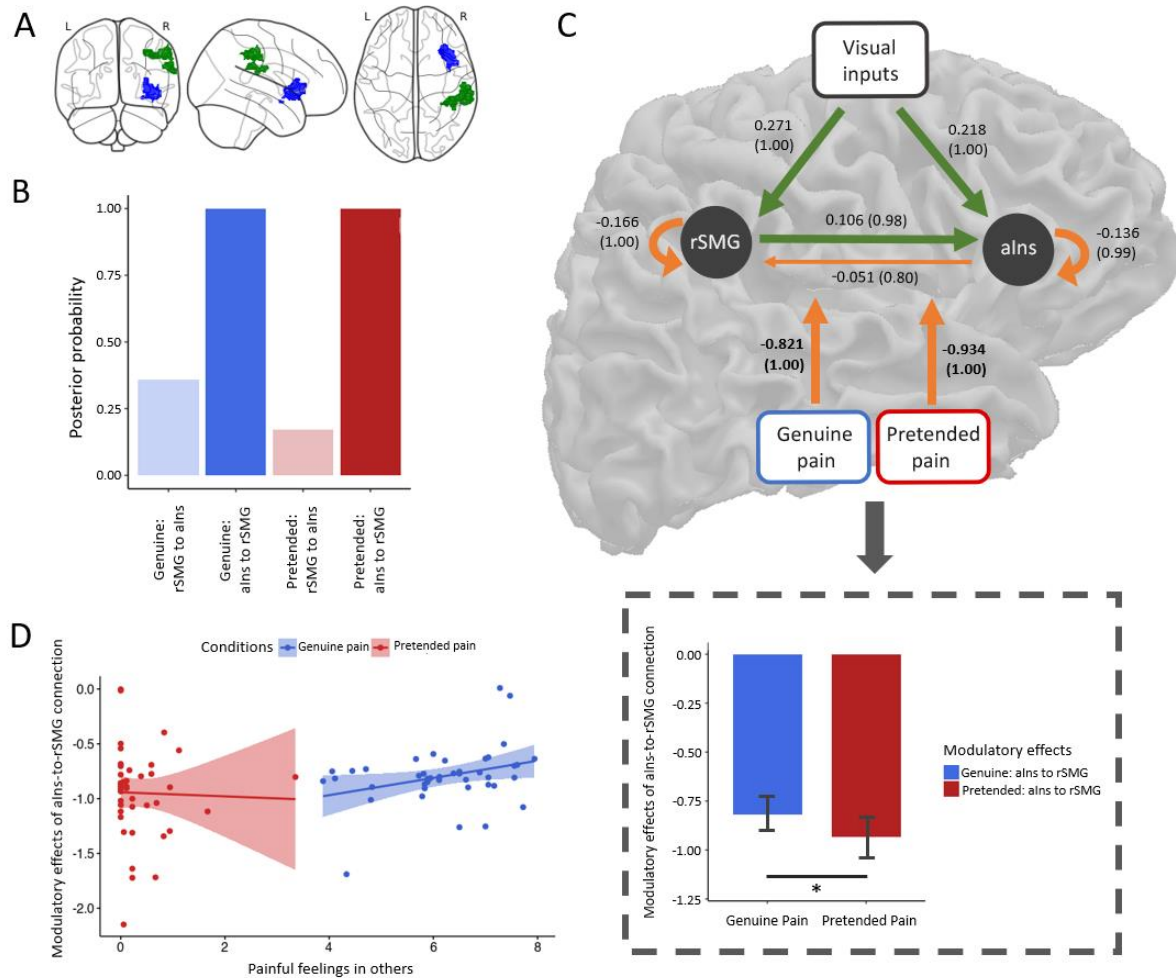 A
L
R
L
R
B
Posterior probability
1.00
0.75
0.50
0.25
0.00
Genuine:
rSMG to aIns
Genuine:
aIns to rSMG
Pretended:
rSMG to aIns
Pretended:
aIns to rSMG
C
Visual
inputs
0.271
(1.00)
0.218
(1.00)
-0.166
(1.00)
rSMG
0.106 (0.98)
aIns
-0.136
(0.99)
-0.051 (0.80)
-0.821
(1.00)
-0.934
(1.00)
Genuine
pain
Pretended
pain
D
Conditions
Genuine pain
Pretended pain
Modulatory effects of aIns-to-rSMG connection
0.0
-0.5
-1.0
-1.5
-2.0
0
2
4
6
8
Painful feelings in others
Modulatory effects of aIns-to-rSMG connection
0.00
-0.25
-0.50
-0.75
-1.00
-1.25
*
Genuine Pain
Pretended Pain
Modulatory effects
Genuine: aIns to rSMG
Pretended: aIns to rSMG